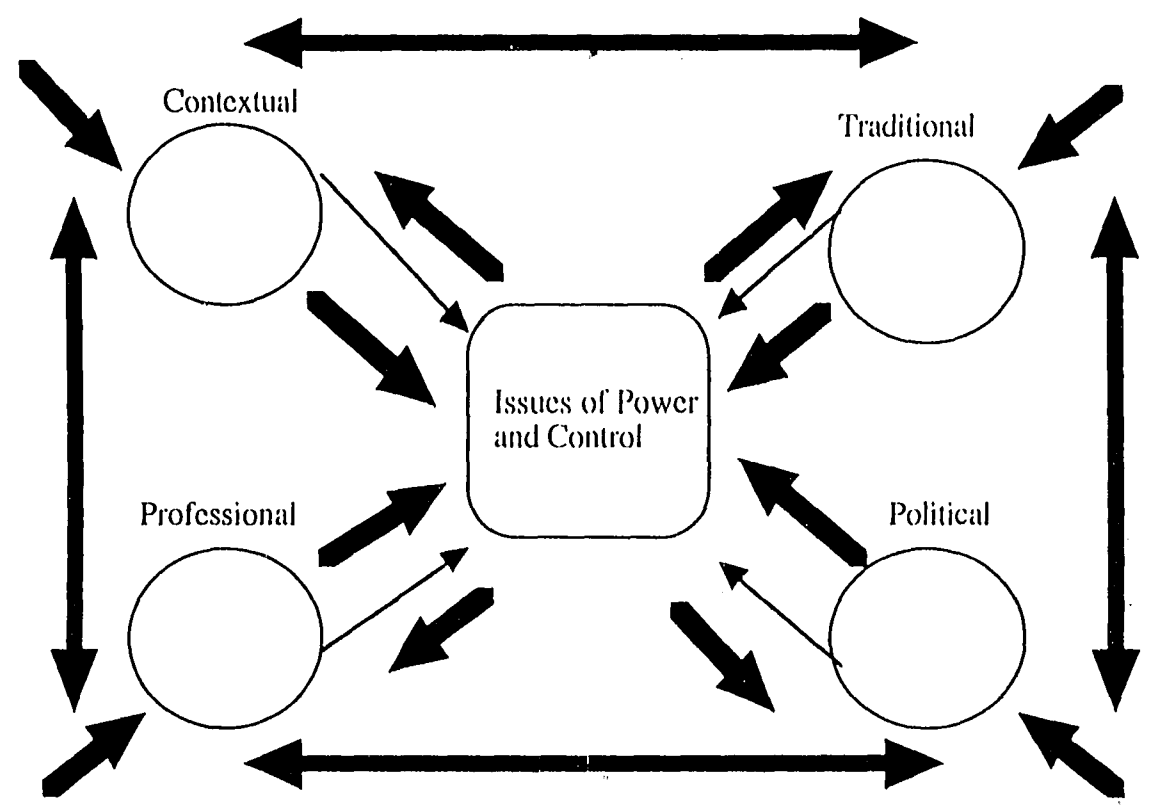 Contextual
Traditional
Issues of Power
and Control
Professional
Political